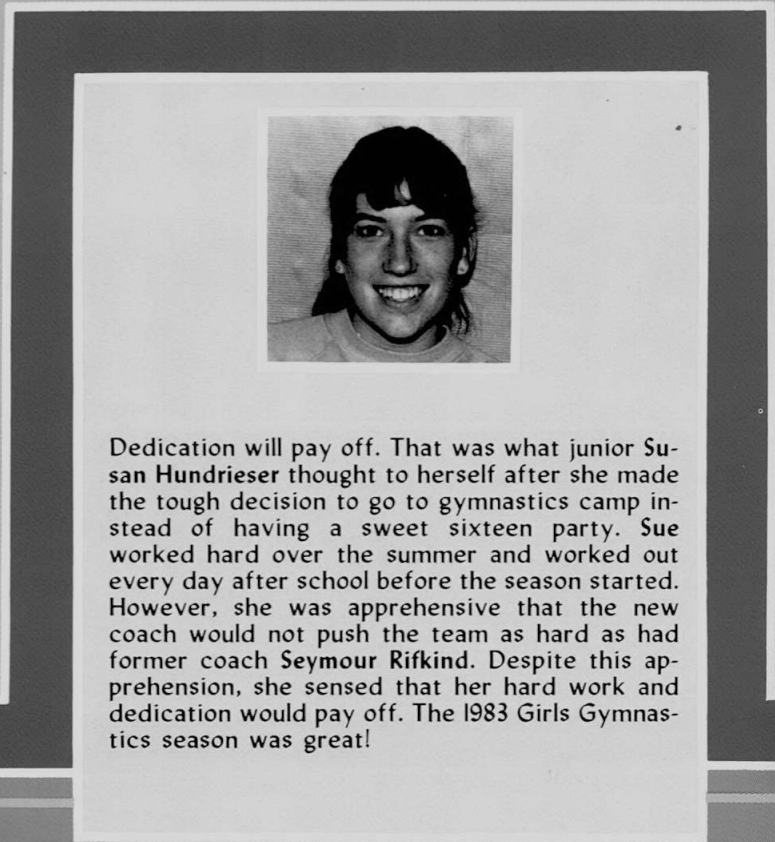 Dedication will pay off. That was what junior Su-
san Hundrieser thought to herself after she made
the tough decision to go to gymnastics camp in-
stead of having a sweet sixteen party. Sue
worked hard over the summer and worked out
every day after school before the season started.
However, she was apprehensive that the new
coach would not push the team as hard as had
former coach Seymour Rifkind. Despite this ap-
prehension, she sensed that her hard work and
dedication would pay off. The 1983 Girls Gymnas-
tics season was great!